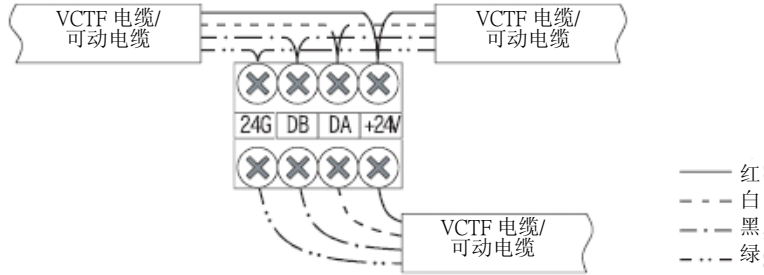 VCTF 电缆/
可动电缆
VCTF 电缆/
可动电缆
24G DB DA +24V
VCTF 电缆/
可动电缆
红
白
黑
绿